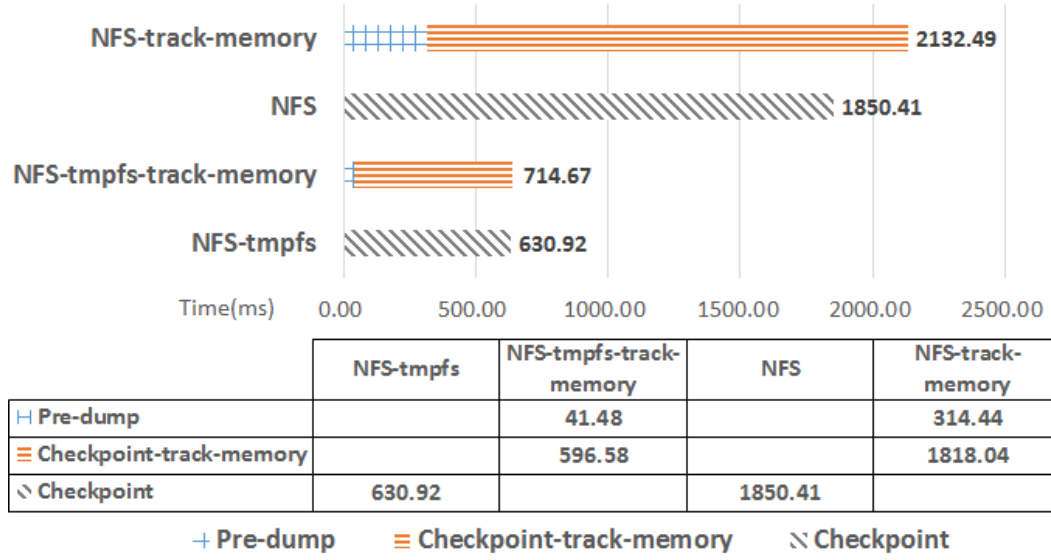 NFS-track-memory 2132.49
NFS 1850.41
NFS-tmpfs-track-memory 714.67
NFS-tmpfs 630.92
Time(ms) 0.00 500.00 1000.00 1500.00 2000.00 2500.00
NFS-tmpfs NFS-tmpfs-track- NFS NFS-track-
memory memory
Pre-dump 41.48 314.44
Checkpoint-track-memory 596.58 1818.04
Checkpoint 630.92 1850.41
Pre-dump Checkpoint-track-memory Checkpoint